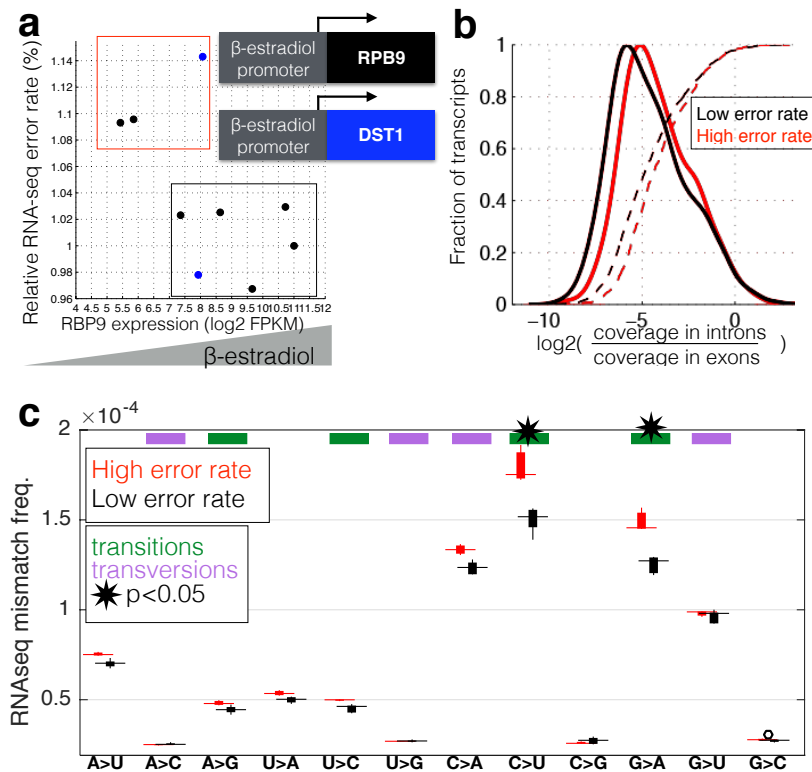 a
β-estradiol
promoter
RPB9
β-estradiol
promoter
DST1
Relative RNA-seq error rate (%)
1.14
1.12
1.1
1.08
1.06
1.04
1.02
1
0.98
0.96
4 4.5 5 5.5 6 6.5 7 7.5 8 8.5 9 9.5 10 10.5 11 11.5 12
RBP9 expression (log2 FPKM)
β-estradiol
b
Fraction of transcripts
1
0.8
0.6
0.4
0.2
0
Low error rate
High error rate
−10 −5 0
log2( coverage in introns )
coverage in exons
c
×10⁻⁴
RNAseq mismatch freq.
2
1.5
1
0.5
High error rate
Low error rate
transitions
transversions
p<0.05
A>U A>C A>G U>A U>C U>G C>A C>U C>G G>A G>U G>C